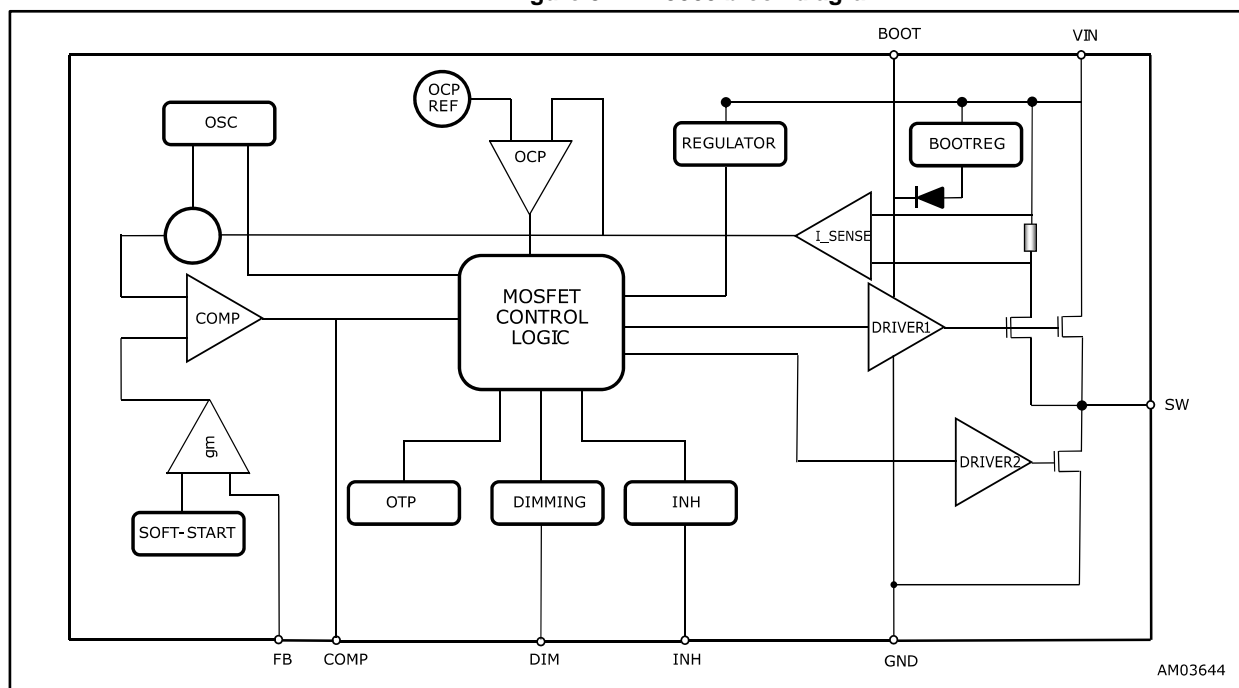 BOOT
VIN
OCP
REF
OSC
OCP
REGULATOR
BOOTREG
I_SENSE
MOSFET
CONTROL
LOGIC
COMP
DRIVER1
SW
gm
DRIVER2
OTP
DIMMING
INH
SOFT-START
FB
COMP
DIM
INH
GND
AM03644